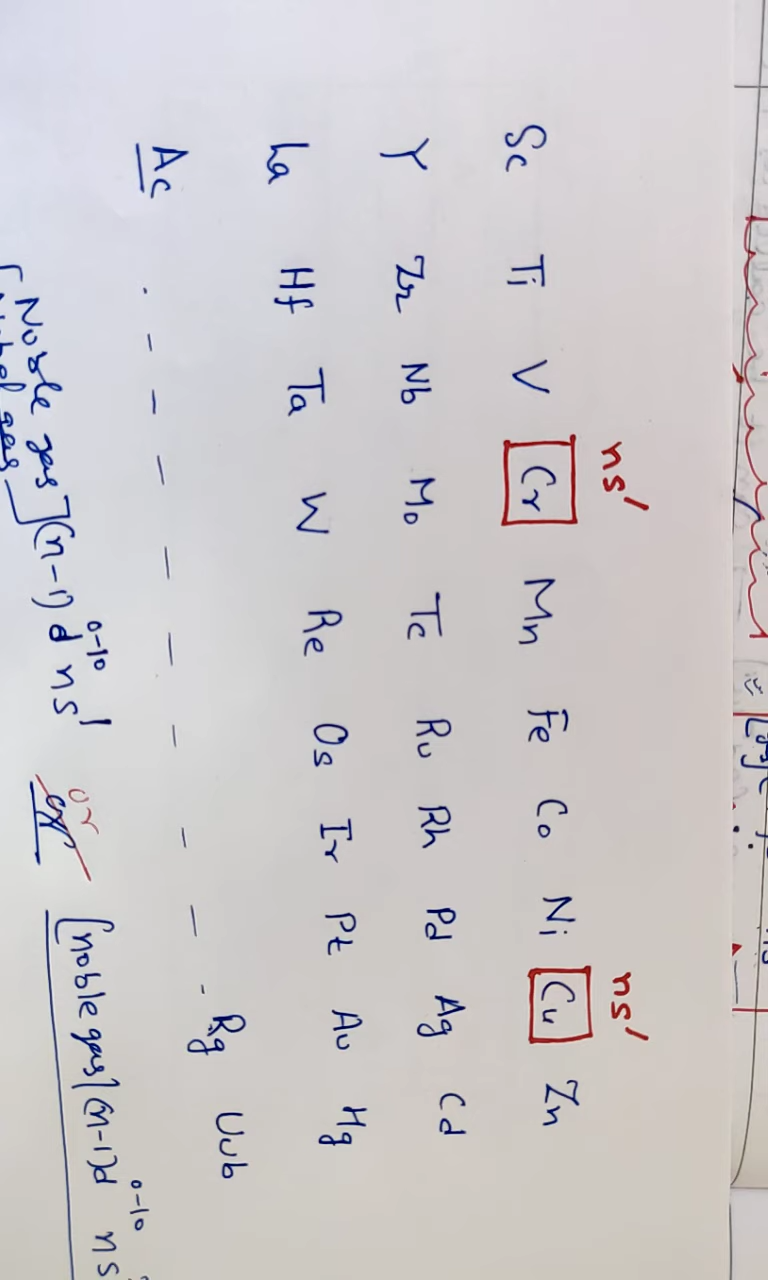 ns¹ ns¹
Sc Ti V Cr Mn Fe Co Ni Cu Zn
Y Zr Nb Mo Tc Ru Rh Pd Ag Cd
La Hf Ta W Re Os Ir Pt Au Hg
Ac . - - - - - - - - . Rg Uub
Noble gas](n-1)d⁰⁻¹⁰ ns¹ or [noble gas](n-1)d⁰⁻¹⁰ ns